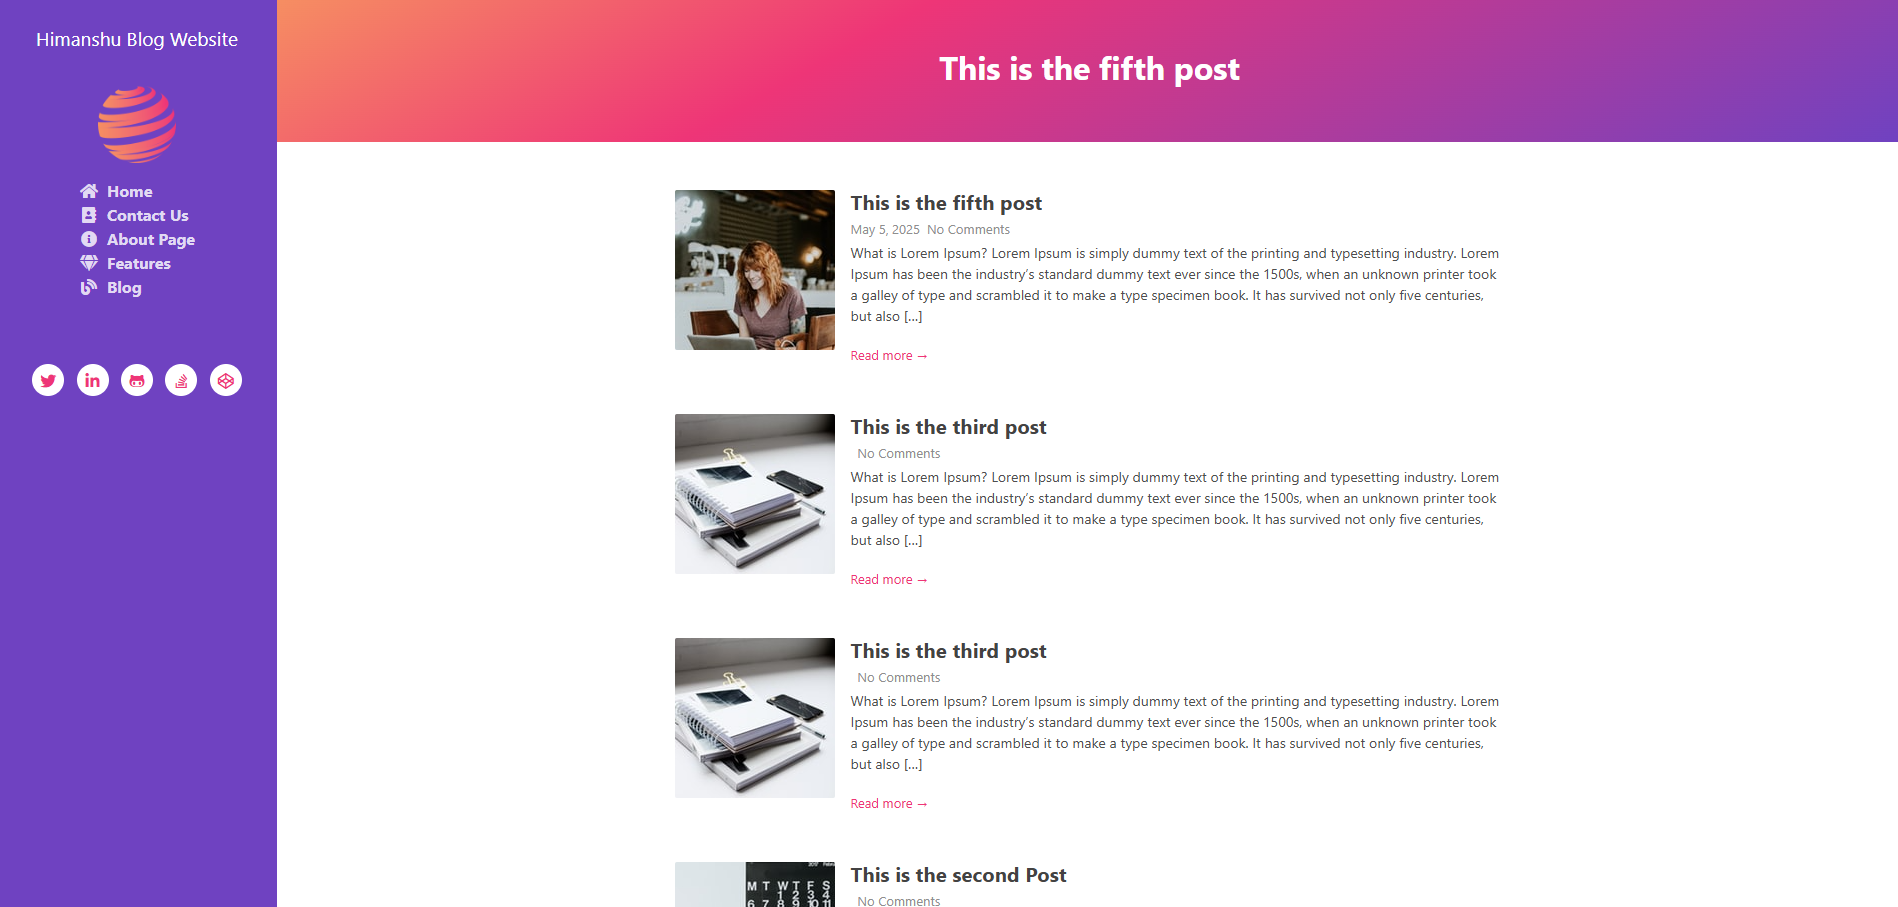 Himanshu Blog Website
Home
Contact Us
About Page
Features
Blog
This is the fifth post
This is the fifth post
May 5, 2025 No Comments
What is Lorem Ipsum? Lorem Ipsum is simply dummy text of the printing and typesetting industry. Lorem
Ipsum has been the industry’s standard dummy text ever since the 1500s, when an unknown printer took
a galley of type and scrambled it to make a type specimen book. It has survived not only five centuries,
but also […]
Read more →
This is the third post
No Comments
What is Lorem Ipsum? Lorem Ipsum is simply dummy text of the printing and typesetting industry. Lorem
Ipsum has been the industry’s standard dummy text ever since the 1500s, when an unknown printer took
a galley of type and scrambled it to make a type specimen book. It has survived not only five centuries,
but also […]
Read more →
This is the third post
No Comments
What is Lorem Ipsum? Lorem Ipsum is simply dummy text of the printing and typesetting industry. Lorem
Ipsum has been the industry’s standard dummy text ever since the 1500s, when an unknown printer took
a galley of type and scrambled it to make a type specimen book. It has survived not only five centuries,
but also […]
Read more →
M T W T F S
1 2 3 4
6 7 8 9 10 11
This is the second Post
No Comments